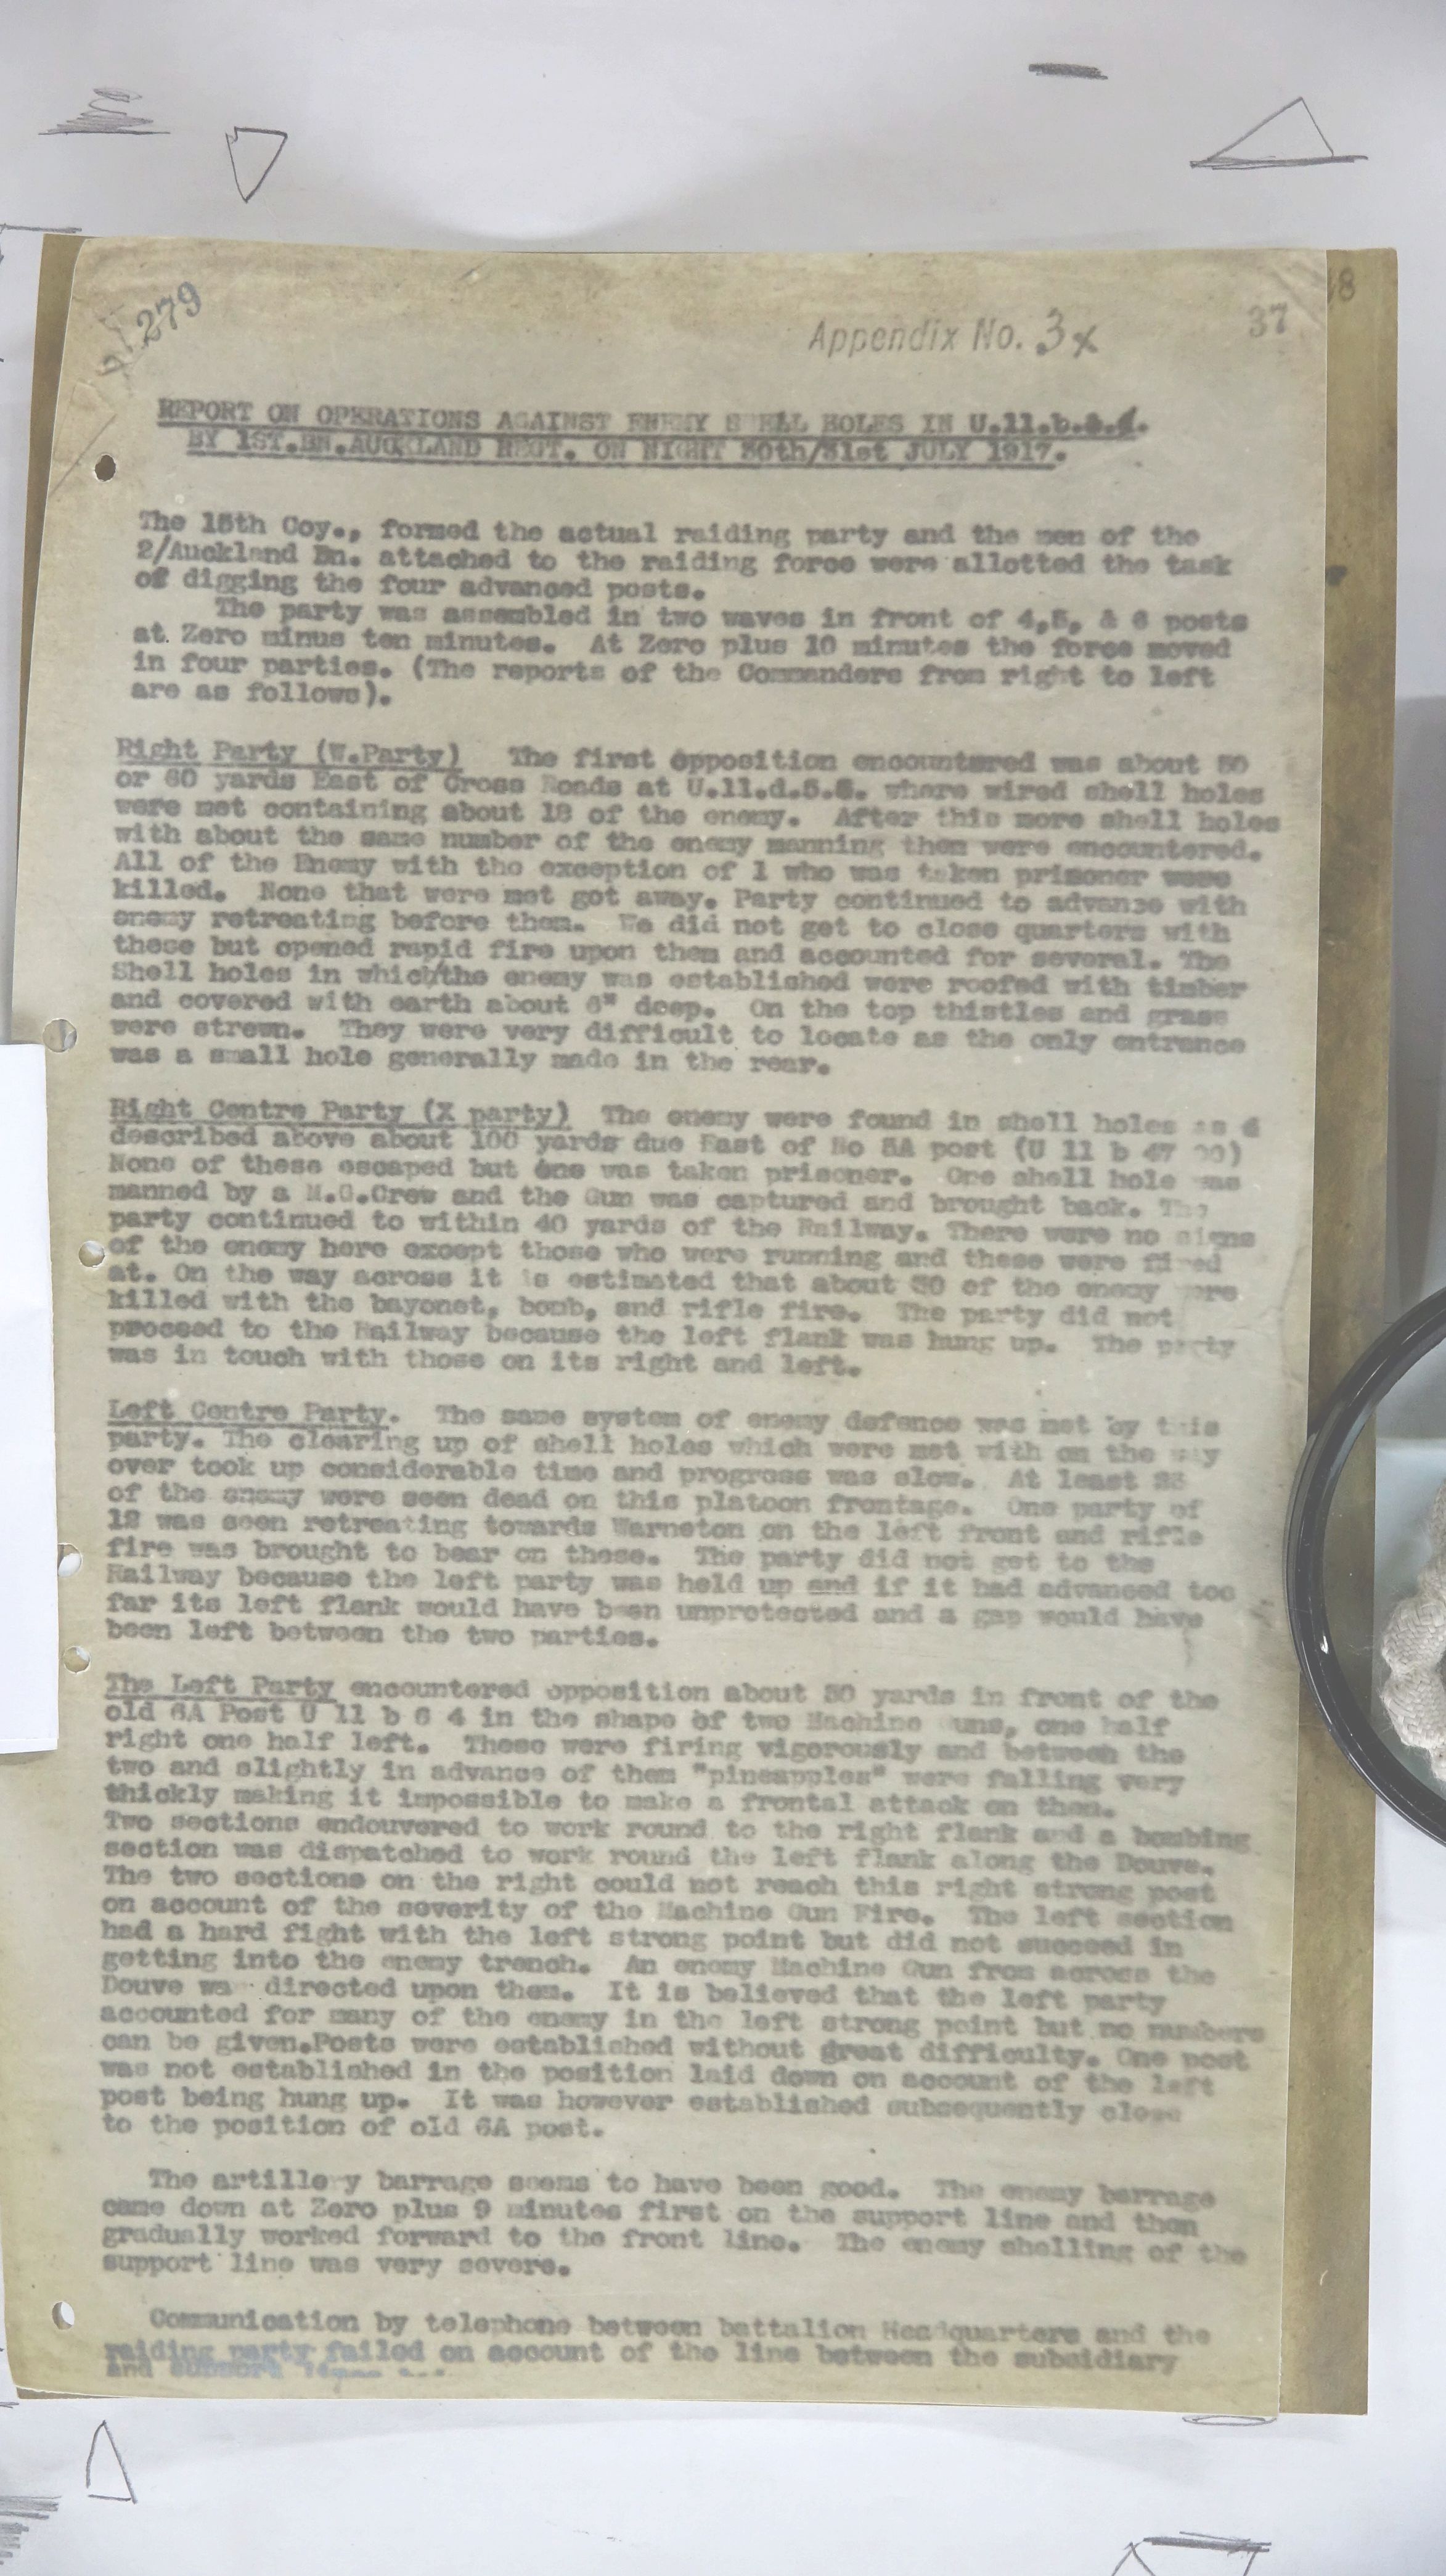 279
Appendix No. 3x
37
18
REPORT ON OPERATIONS AGAINST ENEMY SHELL HOLES IN U.11.b.&.d.
BY 1ST.BN.AUCKLAND REGT. ON NIGHT 30th/31st JULY 1917.
The 15th Coy., formed the actual raiding party and the men of the
2/Auckland Bn. attached to the raiding force were allotted the task
of digging the four advanced posts.
The party was assembled in two waves in front of 4,5, & 6 posts
at Zero minus ten minutes. At Zero plus 10 minutes the force moved
in four parties. (The reports of the Commanders from right to left
are as follows).
Right Party (W.Party) The first opposition encountered was about 50
or 60 yards East of Cross Roads at U.11.d.5.8. where wired shell holes
were met containing about 18 of the enemy. After this more shell holes
with about the same number of the enemy manning them were encountered.
All of the Enemy with the exception of 1 who was taken prisoner were
killed. None that were met got away. Party continued to advance with
enemy retreating before them. We did not get to close quarters with
these but opened rapid fire upon them and accounted for several. The
Shell holes in which/the enemy was established were roofed with timber
and covered with earth about 6" deep. On the top thistles and grass
were strewn. They were very difficult to locate as the only entrance
was a small hole generally made in the rear.
Right Centre Party (X party) The enemy were found in shell holes as d
described above about 100 yards due East of No 5A post (U 11 b 47 00)
None of these escaped but one was taken prisoner. One shell hole was
manned by a M.G.Crew and the Gun was captured and brought back. The
party continued to within 40 yards of the Railway. There were no signs
of the enemy here except those who were running and these were fired
at. On the way across it is estimated that about 30 of the enemy were
killed with the bayonet, bomb, and rifle fire. The party did not
proceed to the Railway because the left flank was hung up. The party
was in touch with those on its right and left.
Left Centre Party. The same system of enemy defence was met by this
party. The clearing up of shell holes which were met with on the way
over took up considerable time and progress was slow. At least 25
of the enemy were seen dead on this platoon frontage. One party of
12 was seen retreating towards Warneton on the left front and rifle
fire was brought to bear on these. The party did not get to the
Railway because the left party was held up and if it had advanced too
far its left flank would have been unprotected and a gap would have
been left between the two parties.
The Left Party encountered opposition about 30 yards in front of the
old 6A Post U 11 b 6 4 in the shape of two Machine Guns, one half
right one half left. These were firing vigorously and between the
two and slightly in advance of them "pineapples" were falling very
thickly making it impossible to make a frontal attack on them.
Two sections endouvered to work round to the right flank and a bombing
section was dispatched to work round the left flank along the Douve.
The two sections on the right could not reach this right strong post
on account of the severity of the Machine Gun Fire. The left section
had a hard fight with the left strong point but did not succeed in
getting into the enemy trench. An enemy Machine Gun from across the
Douve was directed upon them. It is believed that the left party
accounted for many of the enemy in the left strong point but no numbers
can be given.Posts were established without great difficulty. One post
was not established in the position laid down on account of the left
post being hung up. It was however established subsequently close
to the position of old 6A post.
The artillery barrage seems to have been good. The enemy barrage
came down at Zero plus 9 minutes first on the support line and then
gradually worked forward to the front line. The enemy shelling of the
support line was very severe.
Communication by telephone between battalion Headquarters and the
raiding party failed on account of the line between the subsidiary
and support